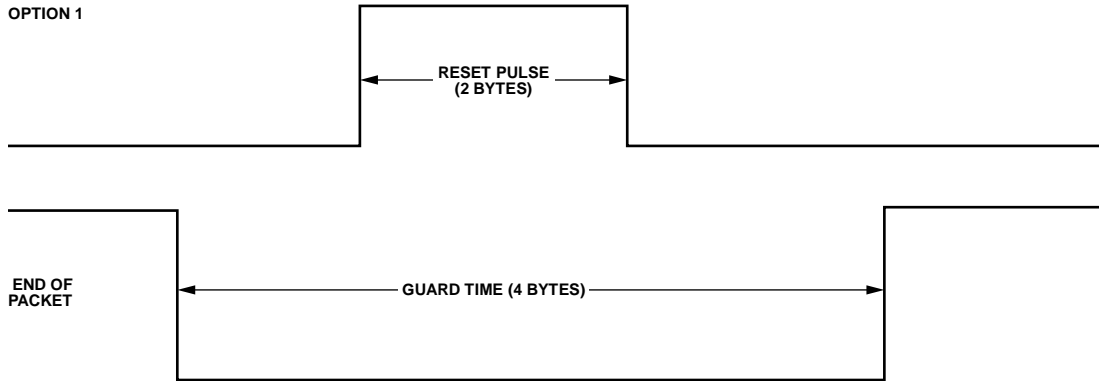 OPTION 1
RESET PULSE
(2 BYTES)
END OF
PACKET
GUARD TIME (4 BYTES)